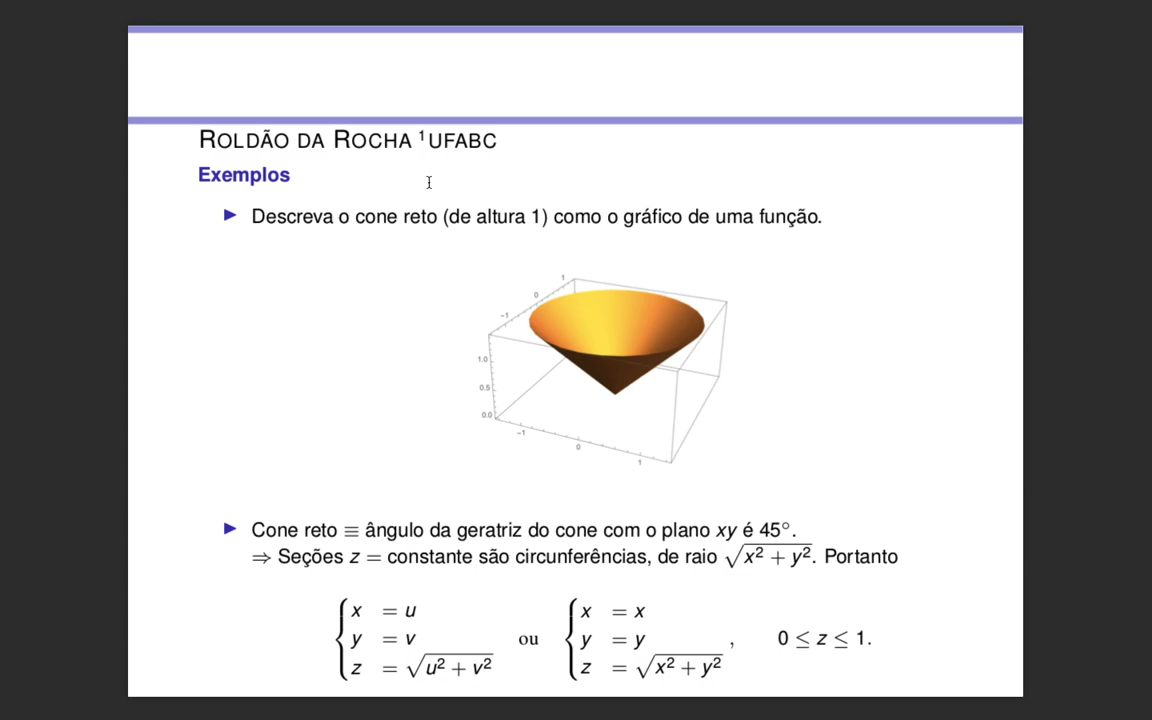 ROLDÃO DA ROCHA ¹UFABC
Exemplos
▶ Descreva o cone reto (de altura 1) como o gráfico de uma função.
1
0
−1
1.0
0.5
0.0
−1
0
1
▶ Cone reto ≡ ângulo da geratriz do cone com o plano xy é 45°.
⇒ Seções z = constante são circunferências, de raio √(x² + y²). Portanto
{ x = u ou { x = x
y = v y = y , 0 ≤ z ≤ 1.
z = √(u² + v²) z = √(x² + y²)